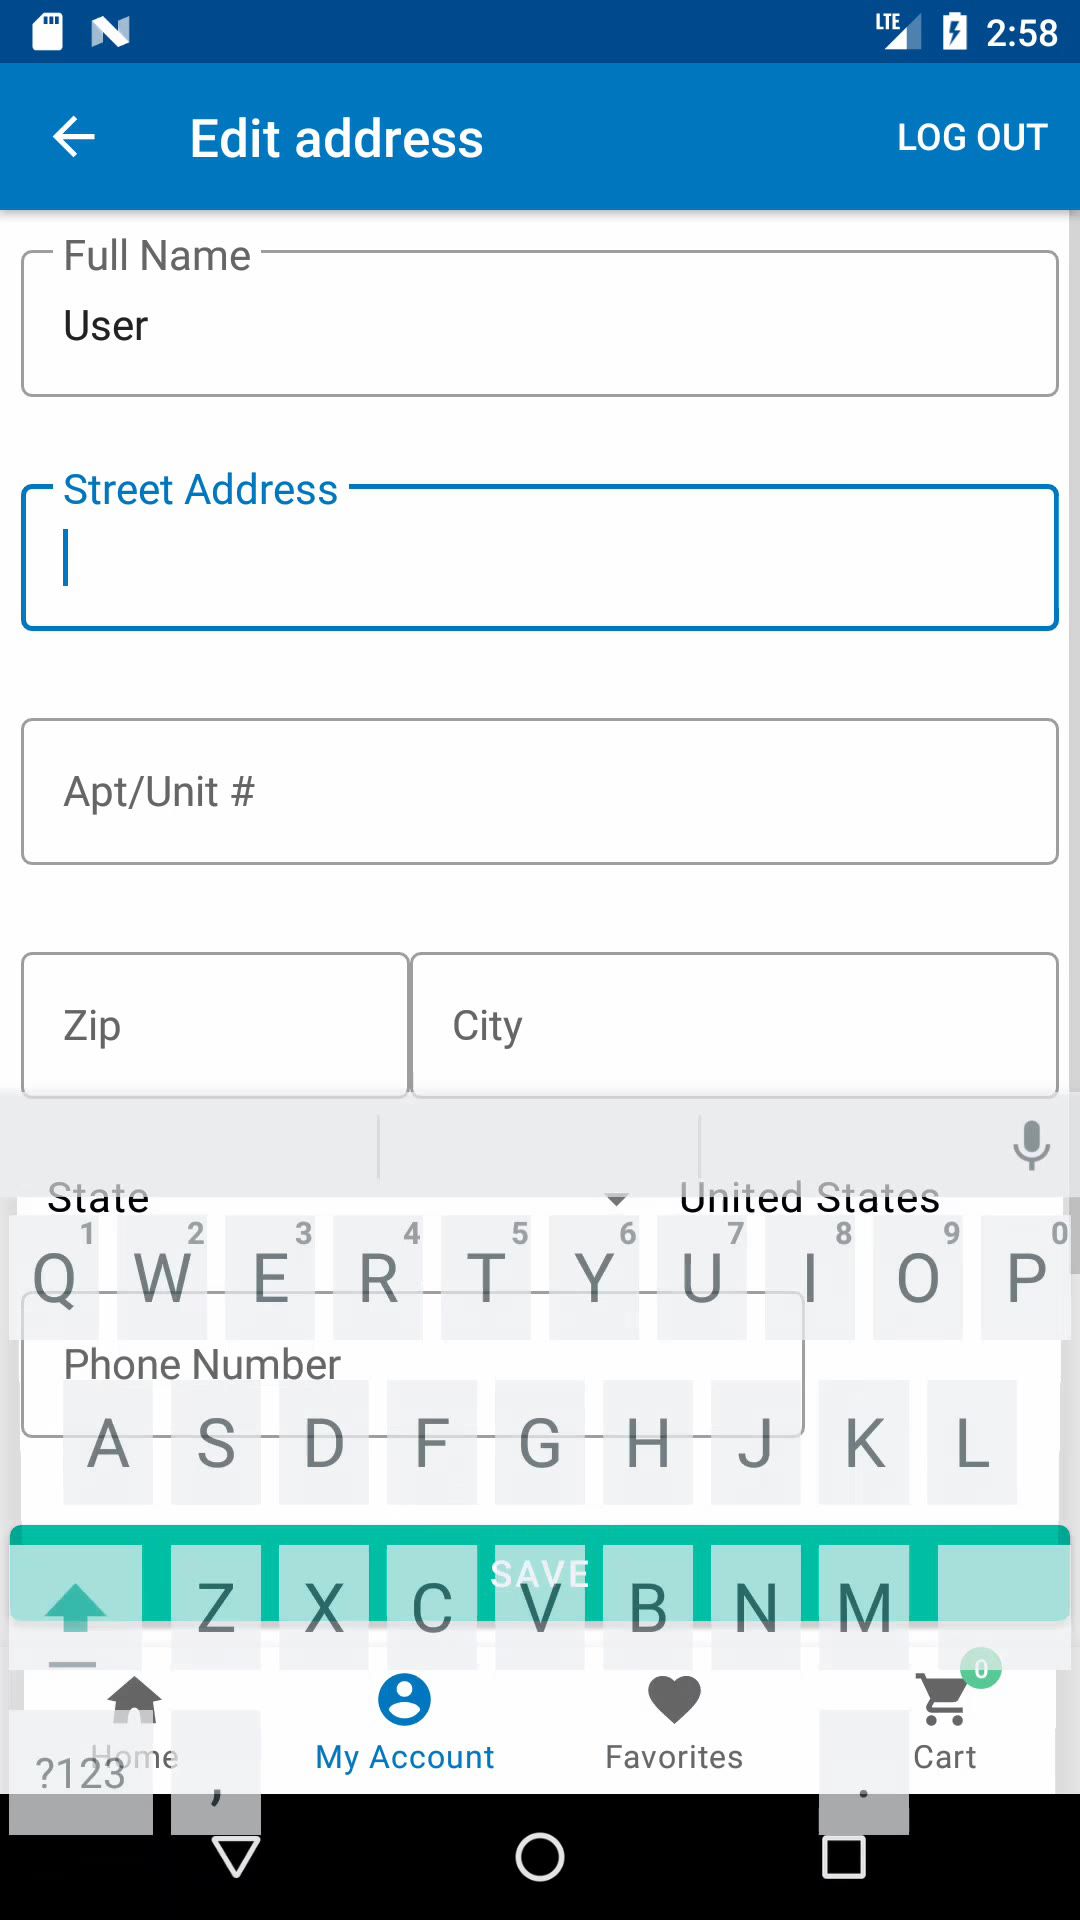 LTE 2:58
Edit address LOG OUT
Full Name
User
Street Address
Apt/Unit #
Zip City
State United States
1 2 3 4 5 6 7 8 9 0
Q W E R T Y U I O P
Phone Number
A S D F G H J K L
SAVE
Z X C V B N M
0
Home My Account Favorites Cart
?123 , .